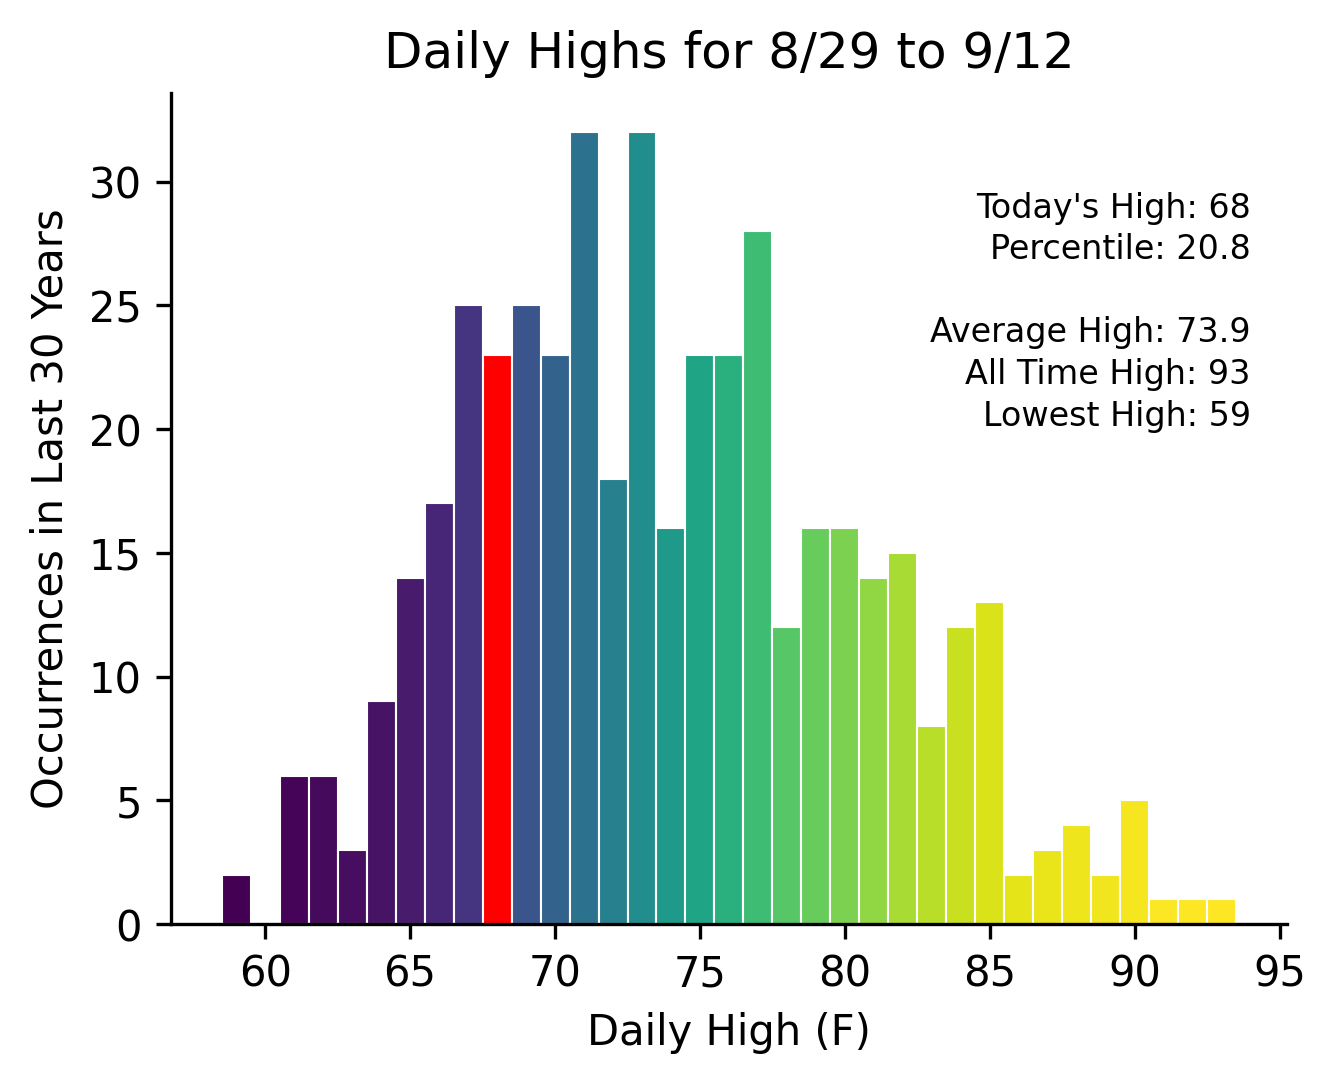 Daily Highs for 8/29 to 9/12
Occurrences in Last 30 Years
30
25
20
15
10
5
0
Today's High: 68
Percentile: 20.8
Average High: 73.9
All Time High: 93
Lowest High: 59
60 65 70 75 80 85 90 95
Daily High (F)